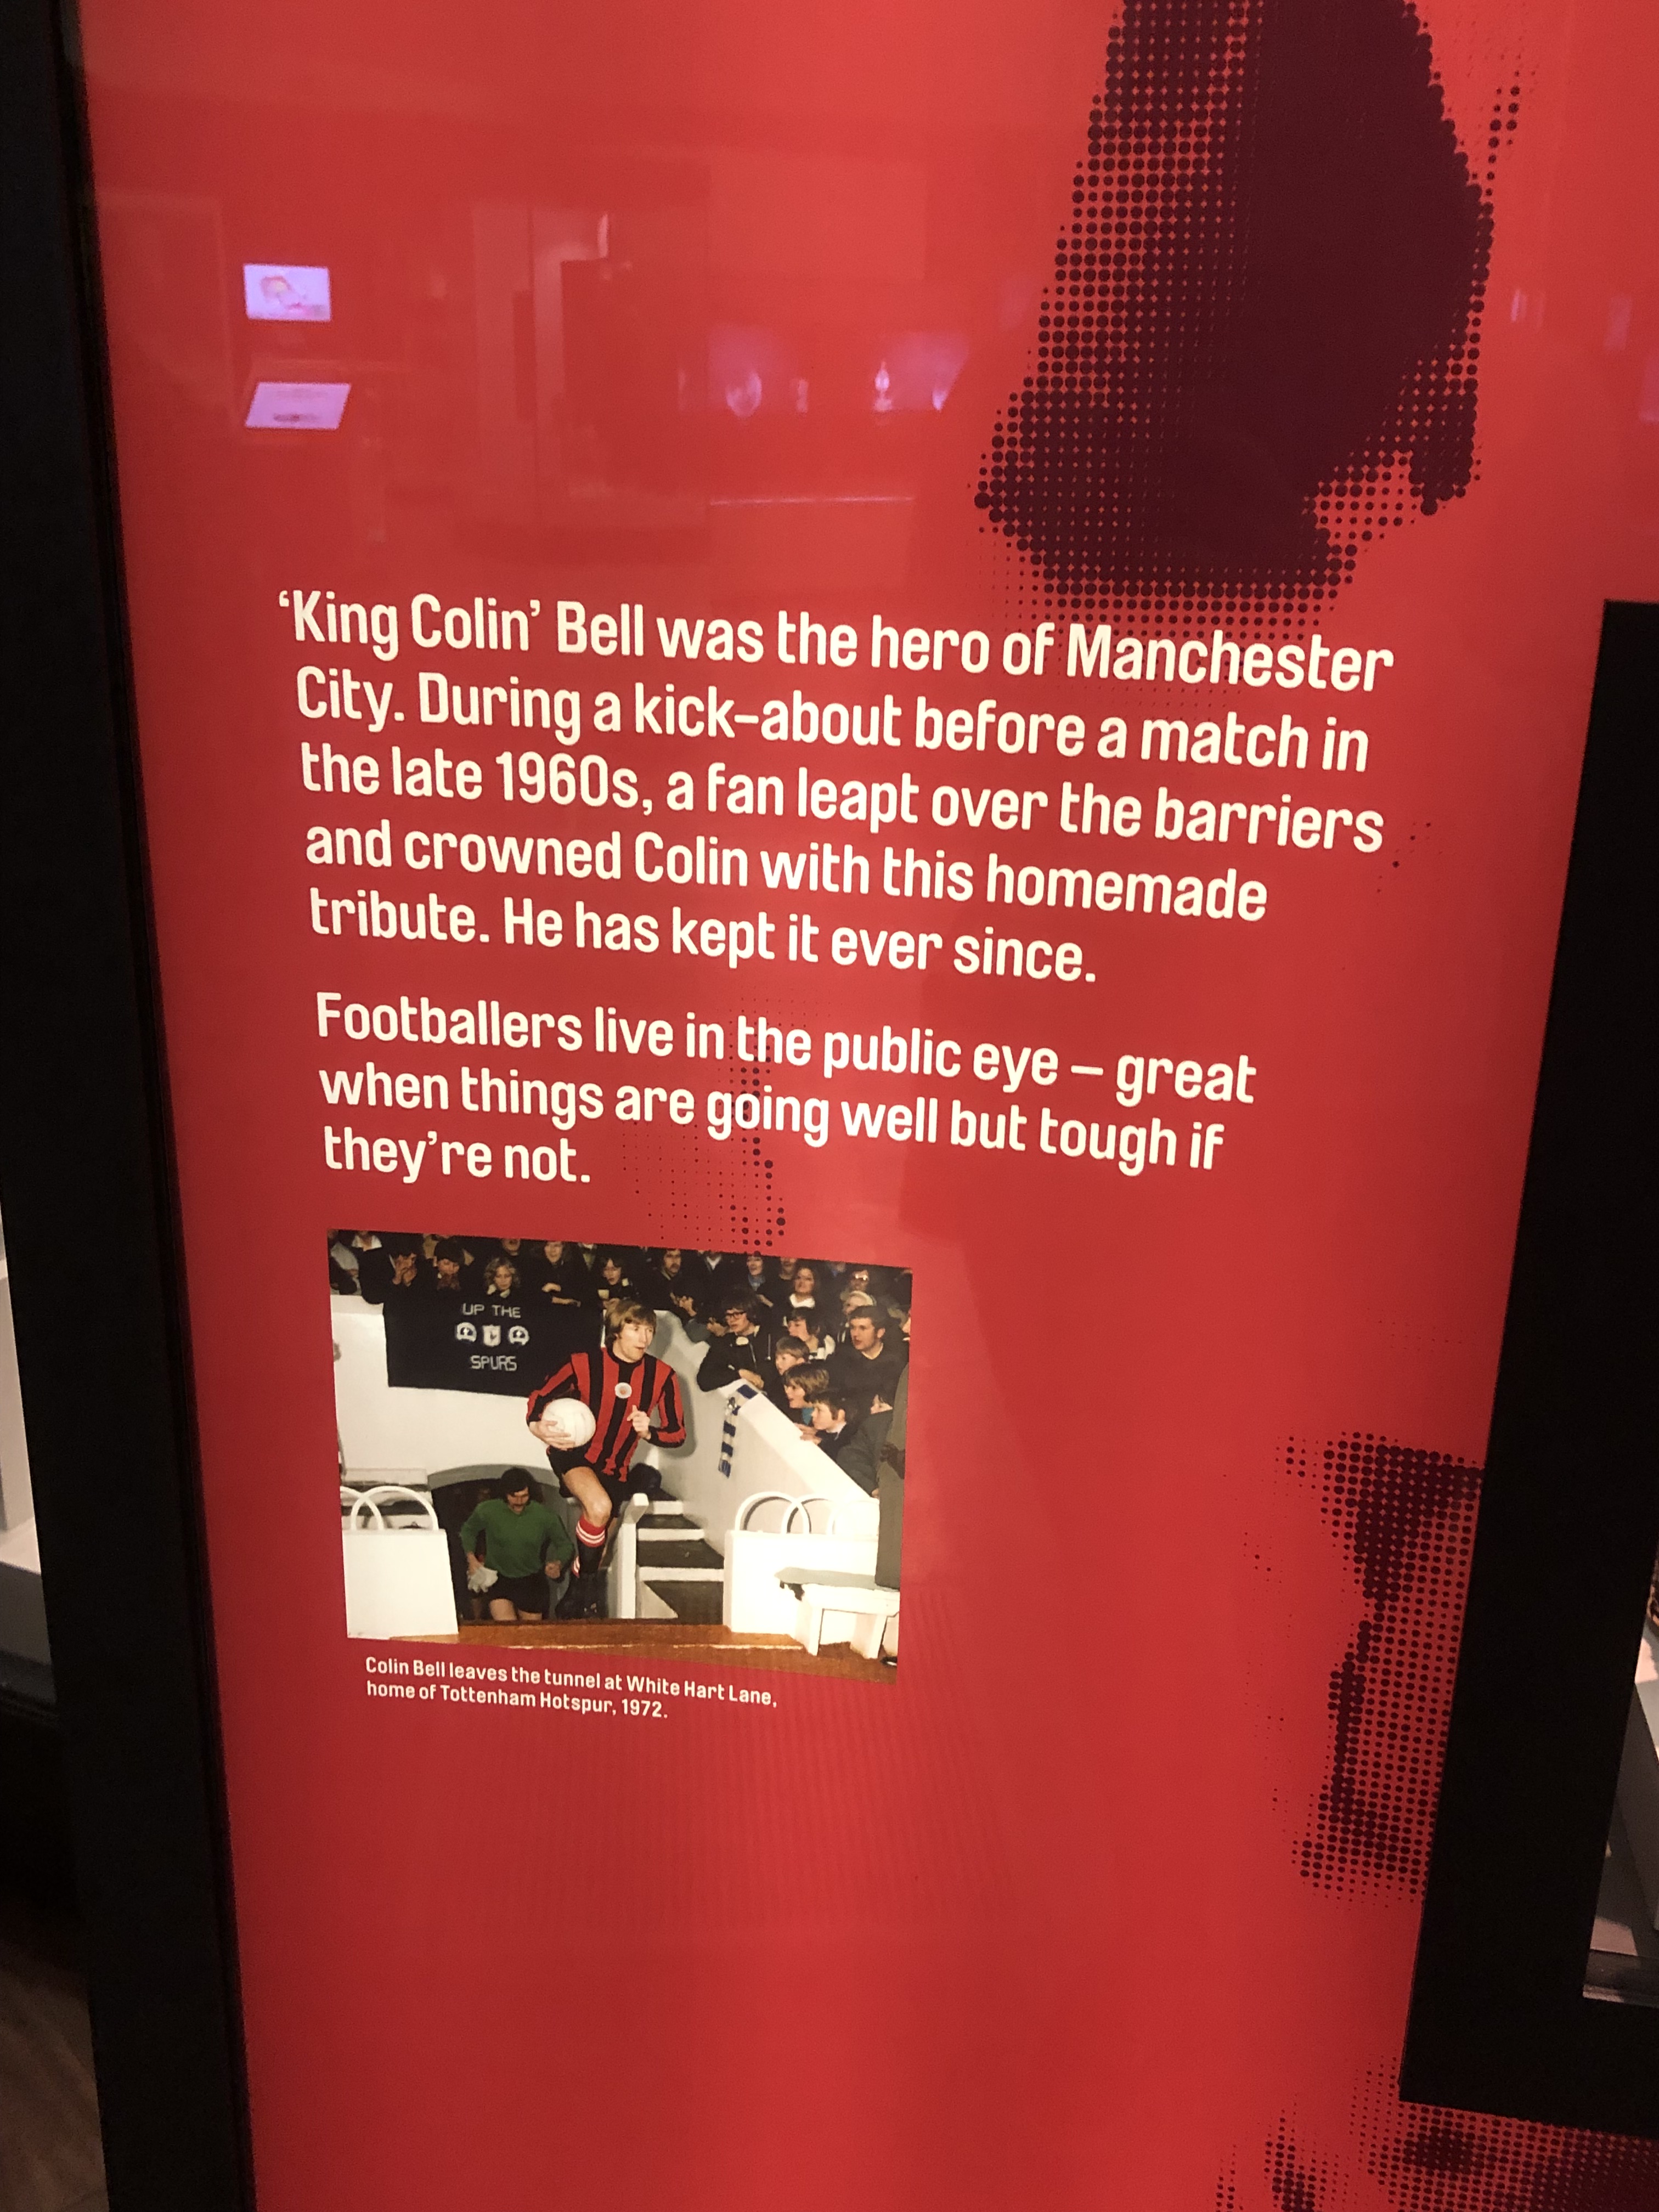 ‘King Colin’ Bell was the hero of Manchester
City. During a kick-about before a match in
the late 1960s, a fan leapt over the barriers
and crowned Colin with this homemade
tribute. He has kept it ever since.
Footballers live in the public eye – great
when things are going well but tough if
they’re not.
UP THE
SPURS
Colin Bell leaves the tunnel at White Hart Lane,
home of Tottenham Hotspur, 1972.